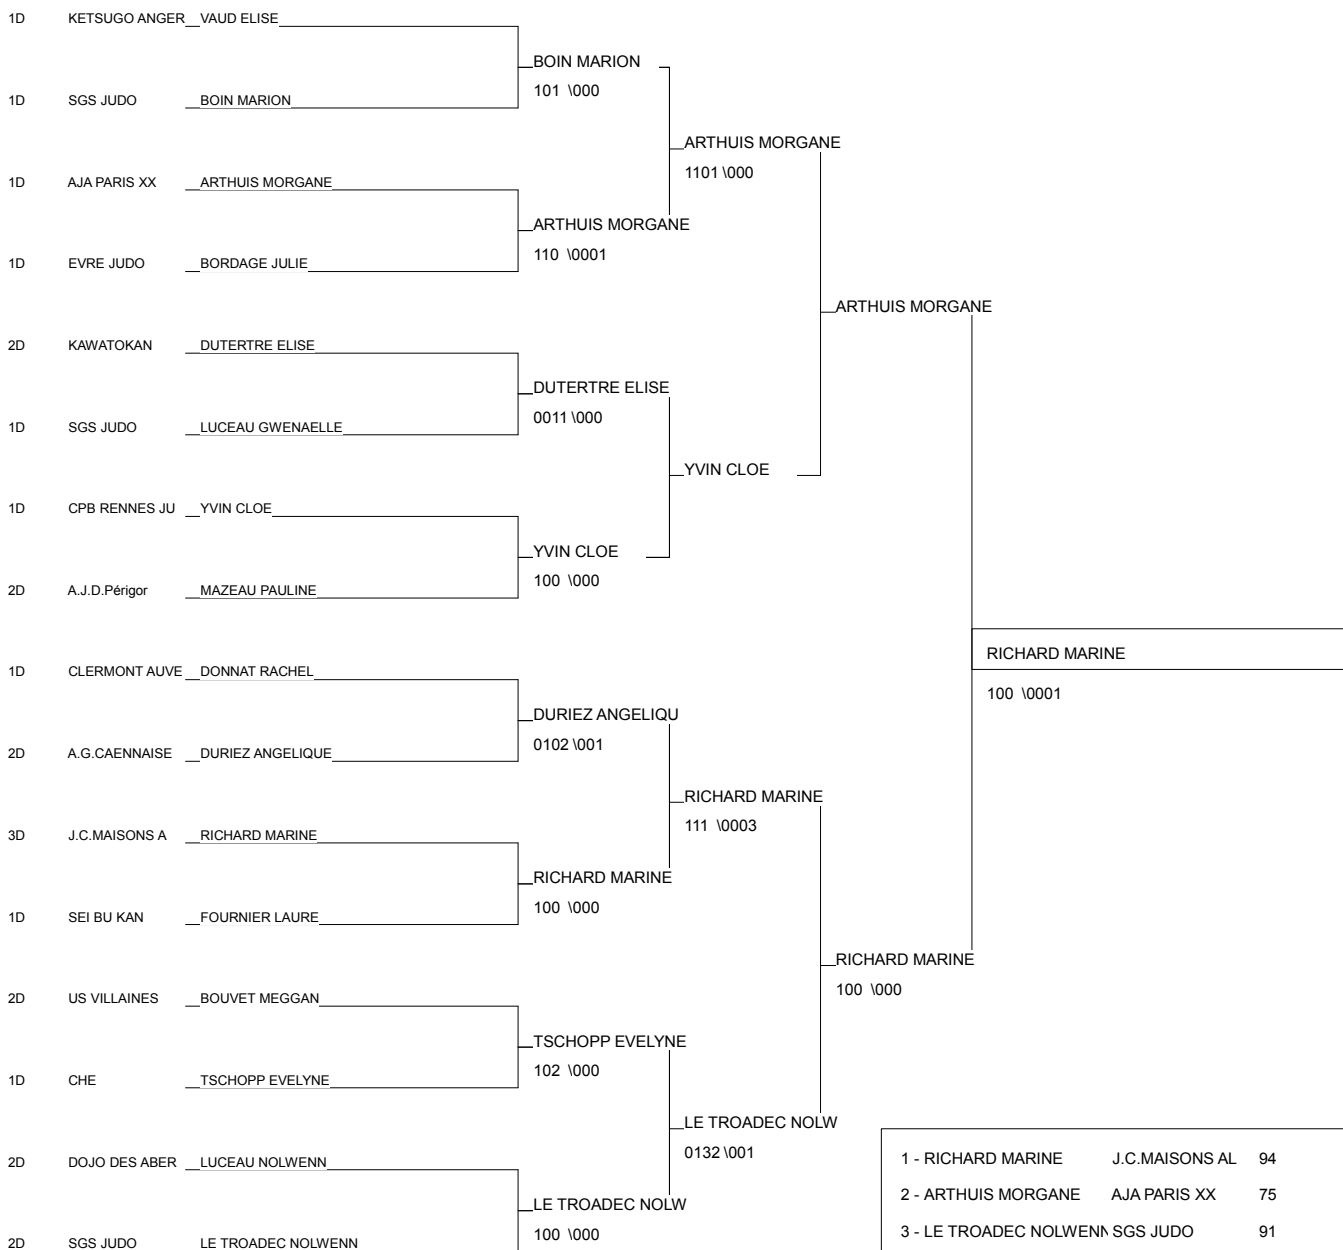 1D KETSUGO ANGER VAUD ELISE
BOIN MARION
101 \000
1D SGS JUDO BOIN MARION
ARTHUIS MORGANE
1101 \000
1D AJA PARIS XX ARTHUIS MORGANE
ARTHUIS MORGANE
110 \0001
1D EVRE JUDO BORDAGE JULIE
ARTHUIS MORGANE
2D KAWATOKAN DUTERTRE ELISE
DUTERTRE ELISE
0011 \000
1D SGS JUDO LUCEAU GWENAELLE
YVIN CLOE
1D CPB RENNES JU YVIN CLOE
YVIN CLOE
100 \000
2D A.J.D.Périgor MAZEAU PAULINE
RICHARD MARINE
100 \0001
1D CLERMONT AUVE DONNAT RACHEL
DURIEZ ANGELIQU
0102 \001
2D A.G.CAENNAISE DURIEZ ANGELIQUE
RICHARD MARINE
111 \0003
3D J.C.MAISONS A RICHARD MARINE
RICHARD MARINE
100 \000
1D SEI BU KAN FOURNIER LAURE
RICHARD MARINE
100 \000
2D US VILLAINES BOUVET MEGGAN
TSCHOPP EVELYNE
102 \000
1D CHE TSCHOPP EVELYNE
LE TROADEC NOLW
0132 \001
2D DOJO DES ABER LUCEAU NOLWENN
LE TROADEC NOLW
100 \000
2D SGS JUDO LE TROADEC NOLWENN
1 - RICHARD MARINE J.C.MAISONS AL 94
2 - ARTHUIS MORGANE AJA PARIS XX 75
3 - LE TROADEC NOLWENN SGS JUDO 91